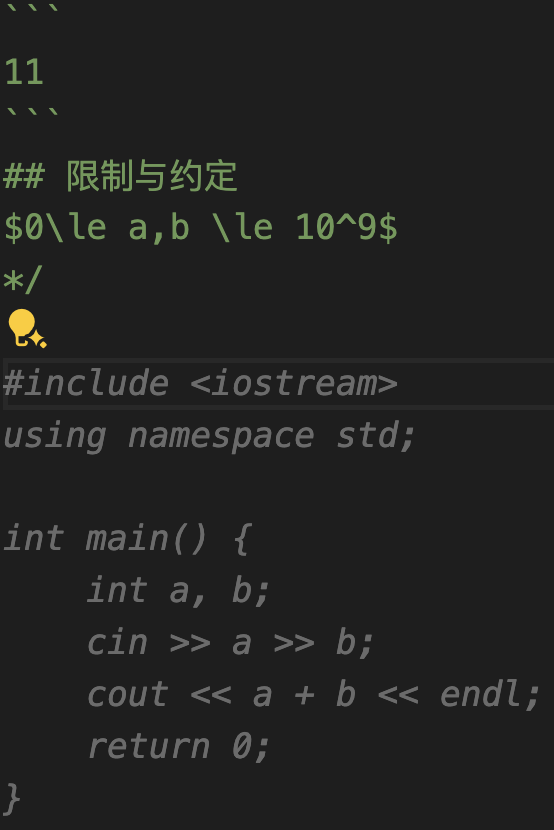 ```
11
```
## 限制与约定
$0\le a,b \le 10^9$
*/
#include <iostream>
using namespace std;
int main() {
    int a, b;
    cin >> a >> b;
    cout << a + b << endl;
    return 0;
}